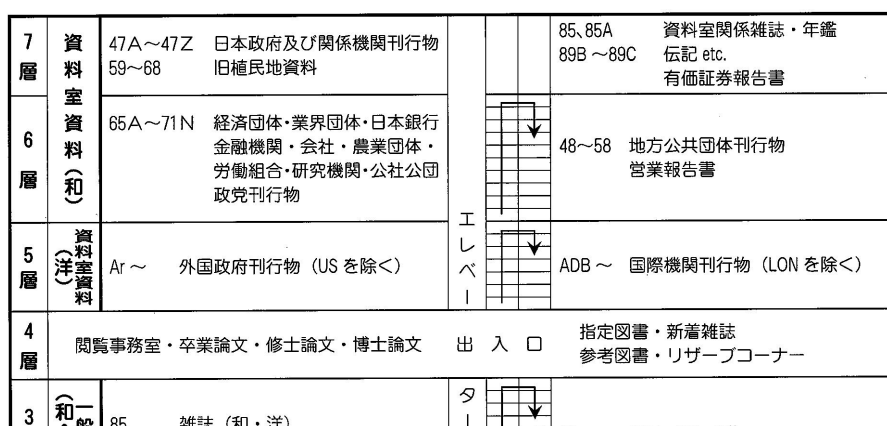 7層
資料室資料（和）
47A～47Z　日本政府及び関係機関刊行物
59～68　旧植民地資料
85、85A　資料室関係雑誌・年鑑
89B～89C　伝記 etc.
有価証券報告書
6層
65A～71N　経済団体・業界団体・日本銀行
金融機関・会社・農業団体・
労働組合・研究機関・公社公団
政党刊行物
48～58　地方公共団体刊行物
営業報告書
エレベーター
5層
資料室資料（洋）
Ar～　外国政府刊行物（USを除く）
ADB～　国際機関刊行物（LONを除く）
4層
閲覧事務室・卒業論文・修士論文・博士論文
出入口
指定図書・新着雑誌
参考図書・リザーブコーナー
3
一般
（和・
85　雑誌（和・洋）